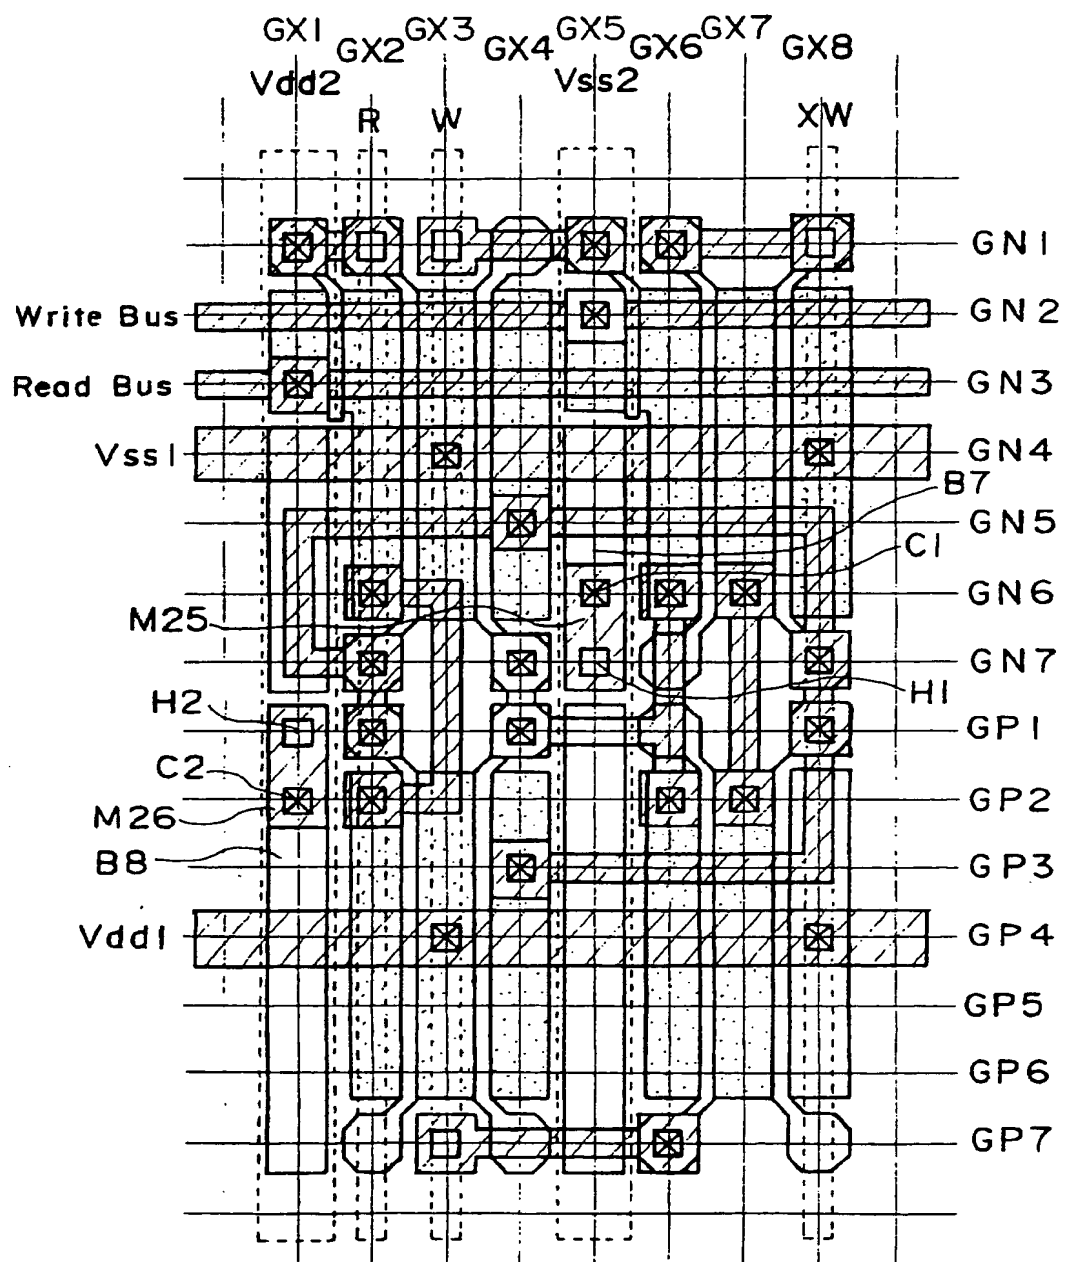 GX1 GX2 GX3 GX4 GX5 GX6 GX7 GX8
Vdd2 Vss2
R W XW
GN1
Write Bus GN2
Read Bus GN3
Vss1 GN4
B7
GN5
C1
GN6
M25
GN7
H2 H1
GP1
C2
GP2
M26
B8 GP3
Vdd1 GP4
GP5
GP6
GP7